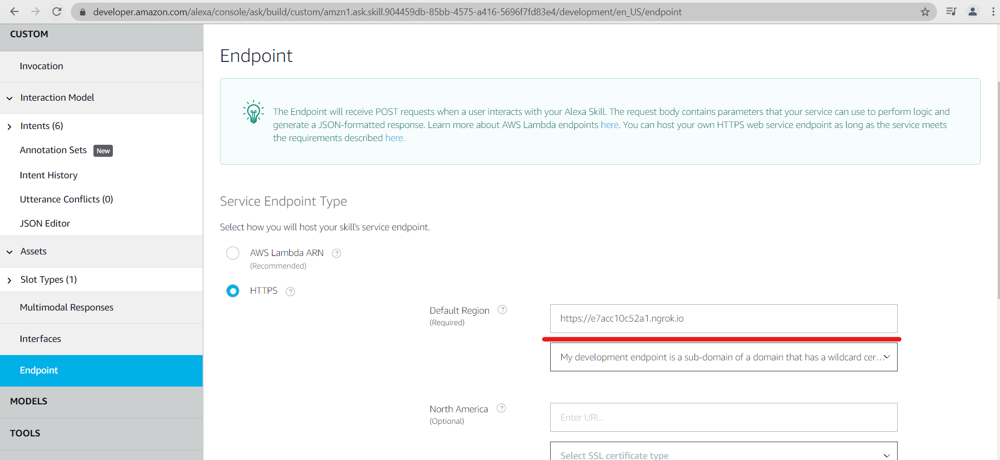 developer.amazon.com/alexa/console/ask/build/custom/amzn1.ask.skill.904459db-85bb-4575-a416-5696f7fd83e4/development/en_US/endpoint
CUSTOM
Invocation
Interaction Model
Intents (6)
Annotation Sets New
Intent History
Utterance Conflicts (0)
JSON Editor
Assets
Slot Types (1)
Multimodal Responses
Interfaces
Endpoint
MODELS
TOOLS
Endpoint
The Endpoint will receive POST requests when a user interacts with your Alexa Skill. The request body contains parameters that your service can use to perform logic and
generate a JSON-formatted response. Learn more about AWS Lambda endpoints here. You can host your own HTTPS web service endpoint as long as the service meets
the requirements described here.
Service Endpoint Type
Select how you will host your skill's service endpoint.
AWS Lambda ARN ?
(Recommended)
HTTPS ?
Default Region ?
(Required)
https://e7acc10c52a1.ngrok.io
My development endpoint is a sub-domain of a domain that has a wildcard cer...
North America ?
(Optional)
Enter URI...
Select SSL certificate type